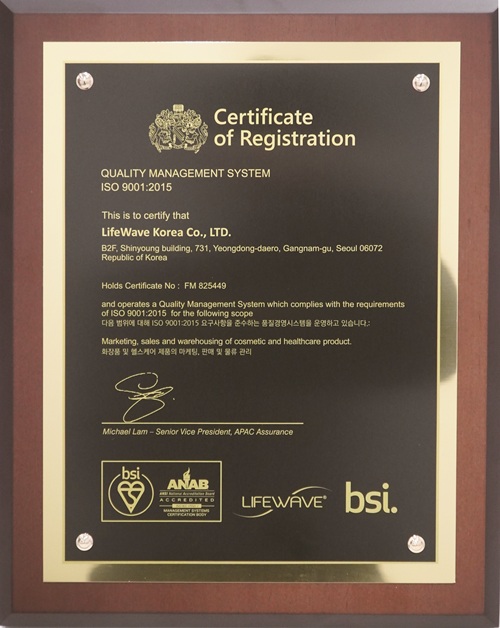 Certificate
of Registration
QUALITY MANAGEMENT SYSTEM
ISO 9001:2015
This is to certify that
LifeWave Korea Co., LTD.
B2F, Shinyoung building, 731, Yeongdong-daero, Gangnam-gu, Seoul 06072
Republic of Korea
Holds Certificate No : FM 825449
and operates a Quality Management System which complies with the requirements
of ISO 9001:2015 for the following scope
다음 범위에 대해 ISO 9001:2015 요구사항을 준수하는 품질경영시스템을 운영하고 있습니다.:
Marketing, sales and warehousing of cosmetic and healthcare product.
화장품 및 헬스케어 제품의 마케팅, 판매 및 물류 관리
Michael Lam – Senior Vice President, APAC Assurance
bsi
ANAB
ANSI National Accreditation Board
ACCREDITED
MANAGEMENT SYSTEMS
CERTIFICATION BODY
LIFEWAVE®
bsi.